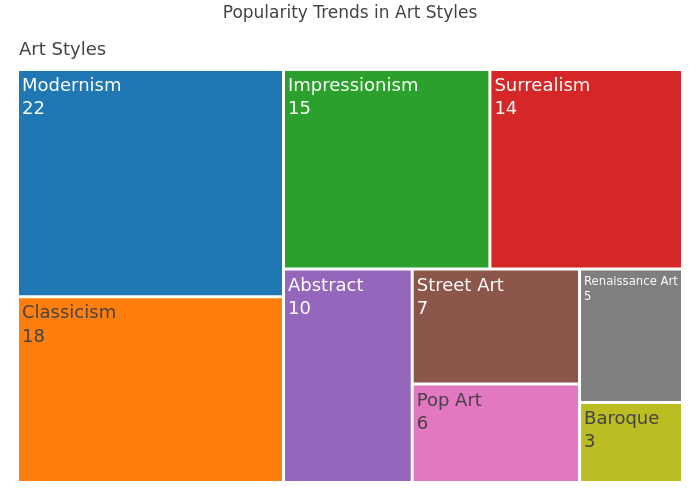 Popularity Trends in Art Styles
Art Styles
Modernism
22
Impressionism
15
Surrealism
14
Classicism
18
Abstract
10
Street Art
7
Renaissance Art
5
Pop Art
6
Baroque
3